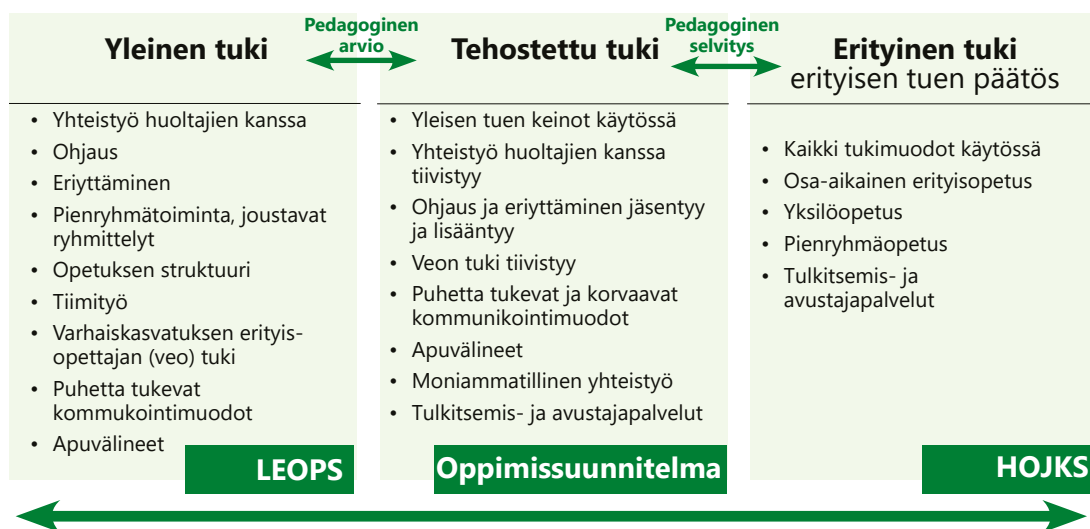 Yleinen tuki
Pedagoginen
arvio
Tehostettu tuki
Pedagoginen
selvitys
Erityinen tuki
erityisen tuen päätös
• Yhteistyö huoltajien kanssa
• Ohjaus
• Eriyttäminen
• Pienryhmätoiminta, joustavat
ryhmittelyt
• Opetuksen struktuuri
• Tiimityö
• Varhaiskasvatuksen erityis-
opettajan (veo) tuki
• Puhetta tukevat
kommukointimuodot
• Apuvälineet
LEOPS
• Yleisen tuen keinot käytössä
• Yhteistyö huoltajien kanssa
tiivistyy
• Ohjaus ja eriyttäminen jäsentyy
ja lisääntyy
• Veon tuki tiivistyy
• Puhetta tukevat ja korvaavat
kommunikointimuodot
• Apuvälineet
• Moniammatillinen yhteistyö
• Tulkitsemis- ja avustajapalvelut
Oppimissuunnitelma
• Kaikki tukimuodot käytössä
• Osa-aikainen erityisopetus
• Yksilöopetus
• Pienryhmäopetus
• Tulkitsemis- ja
avustajapalvelut
HOJKS